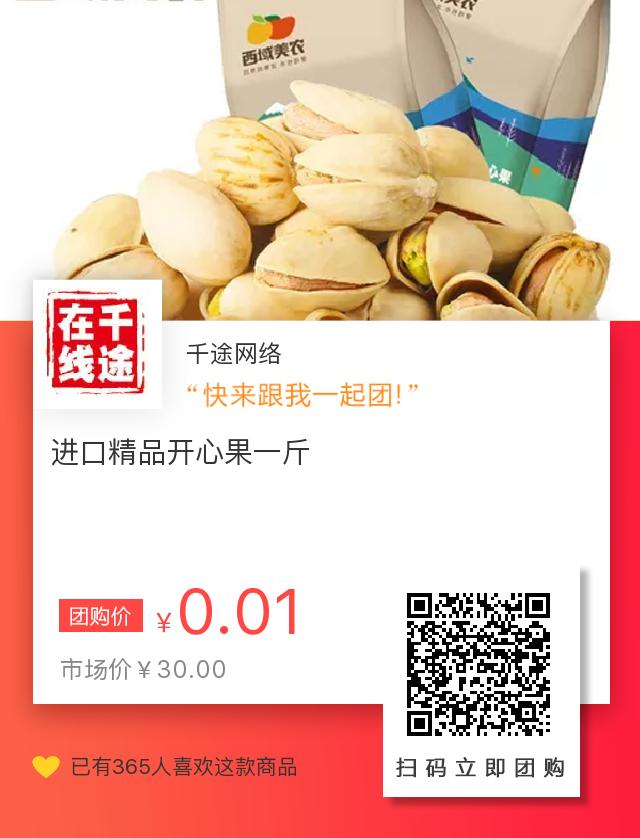 西域美农
心果
千途
在线
千途网络
“快来跟我一起团！”
进口精品开心果一斤
团购价 ¥0.01
市场价¥30.00
已有365人喜欢这款商品
扫码立即团购